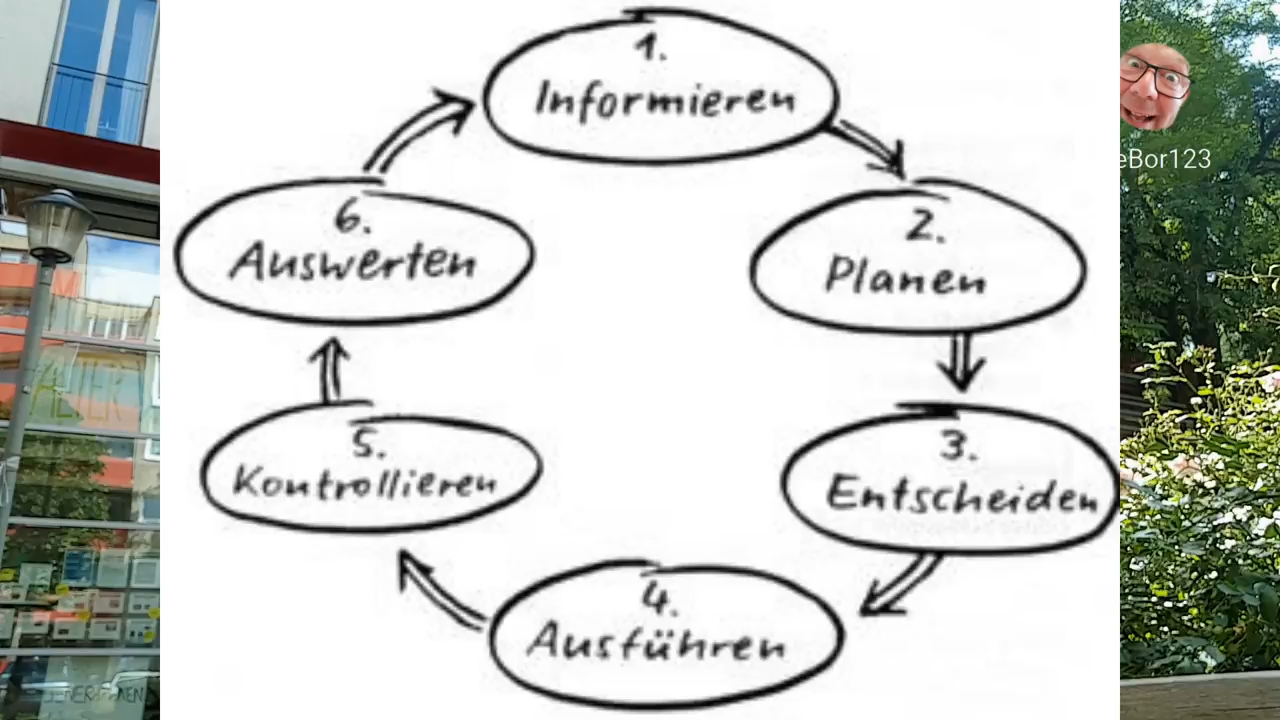 1.
Informieren
2.
Planen
3.
Entscheiden
4.
Ausführen
5.
Kontrollieren
6.
Auswerten
eBor123